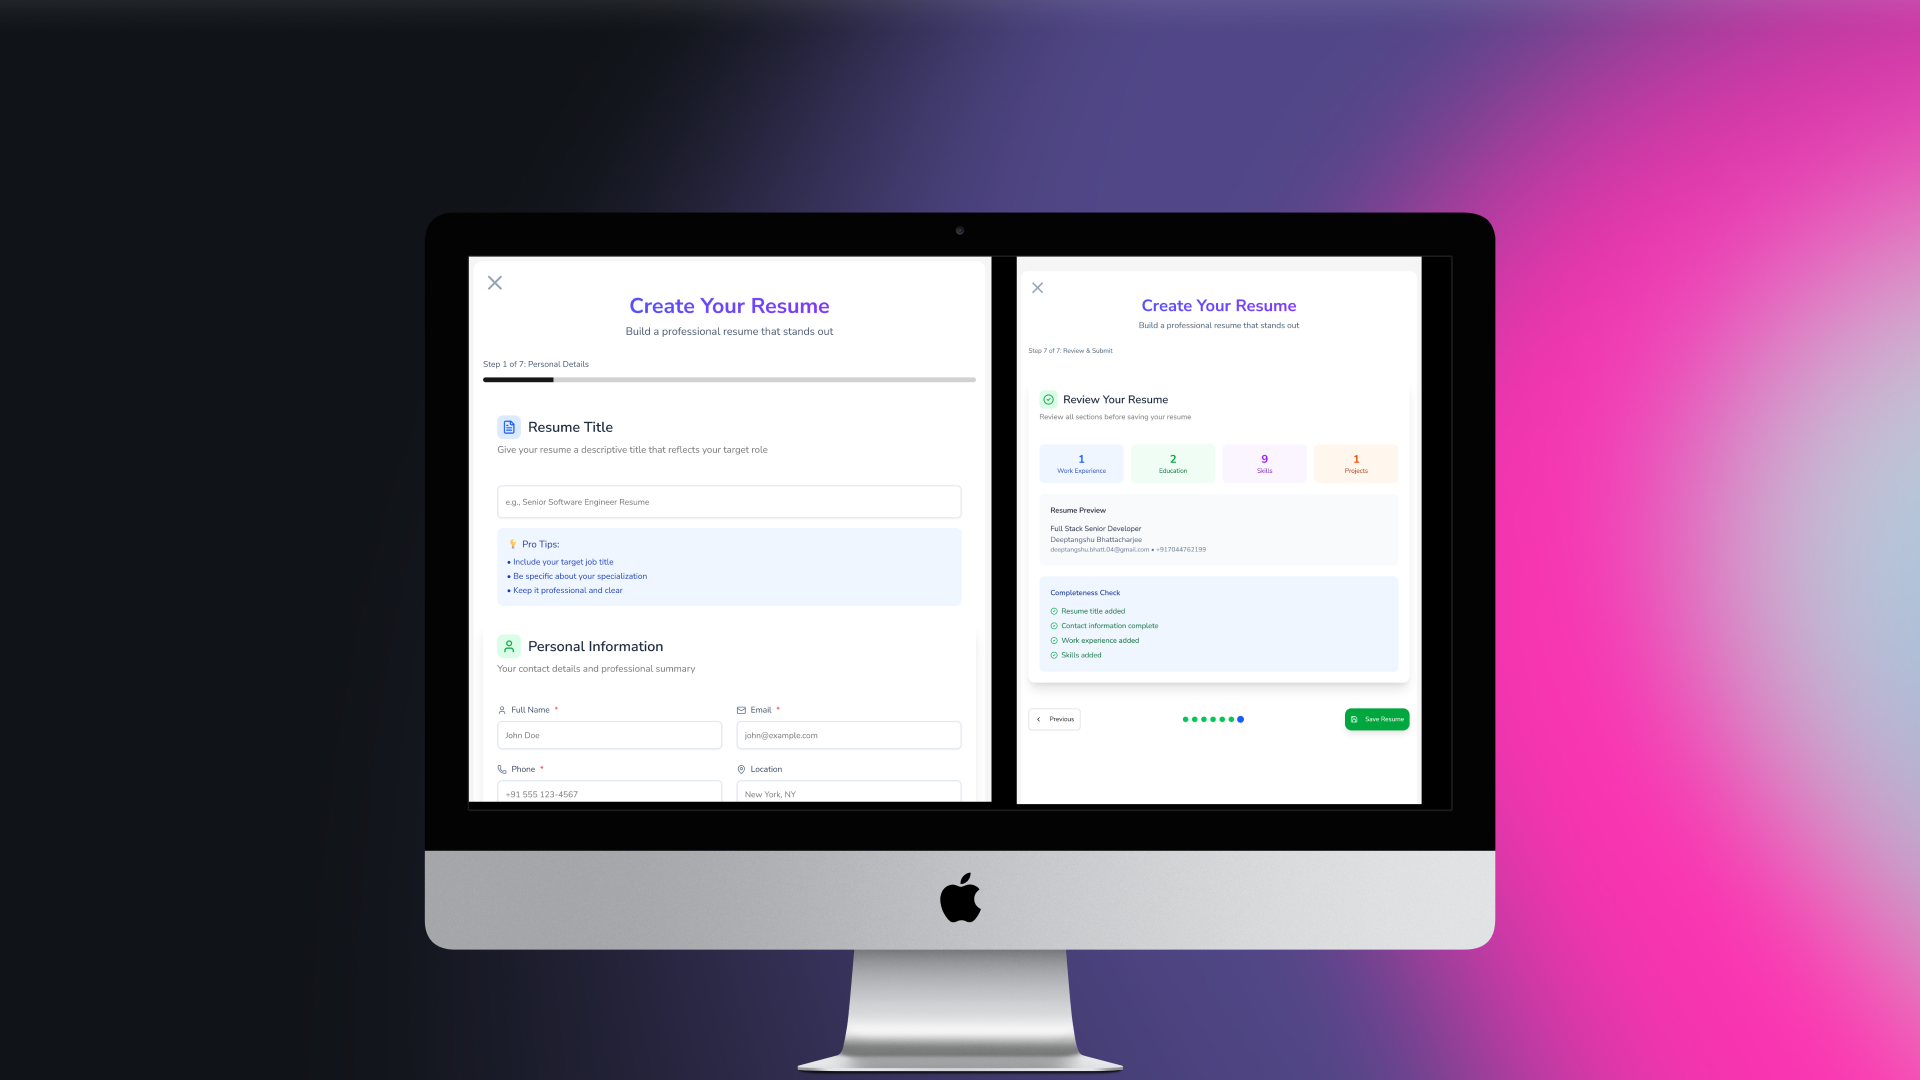 Create Your Resume
Build a professional resume that stands out
Step 1 of 7: Personal Details
Resume Title
Give your resume a descriptive title that reflects your target role
e.g., Senior Software Engineer Resume
Pro Tips:
• Include your target job title
• Be specific about your specialization
• Keep it professional and clear
Personal Information
Your contact details and professional summary
Full Name * Email *
John Doe john@example.com
Phone * Location
+91 555 123-4567 New York, NY
Create Your Resume
Build a professional resume that stands out
Step 7 of 7: Review & Submit
Review Your Resume
Review all sections before saving your resume
1 2 9 1
Work Experience Education Skills Projects
Resume Preview
Full Stack Senior Developer
Deeptangshu Bhattacharjee
deeptangshu.bhatt.04@gmail.com • +917044762199
Completeness Check
Resume title added
Contact information complete
Work experience added
Skills added
Previous Save Resume